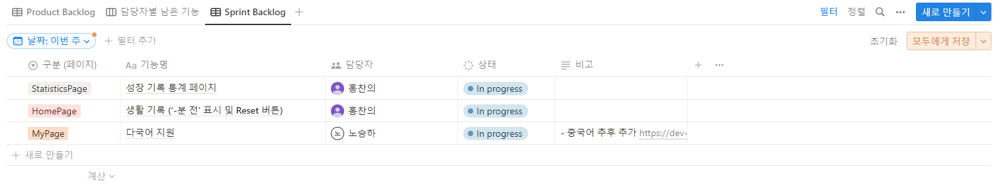 Product Backlog 담당자별 남은 기능 Sprint Backlog
필터 정렬 새로 만들기
날짜: 이번 주 필터 추가 초기화 모두에게 저장
구분 (페이지) Aa 기능명 담당자 상태 비고
StatisticsPage 성장 기록 통계 페이지 홍찬의 In progress
HomePage 생활 기록 (‘-분 전’ 표시 및 Reset 버튼) 홍찬의 In progress
MyPage 다국어 지원 노 노승하 In progress - 중국어 추후 추가 https://dev-
새로 만들기
계산